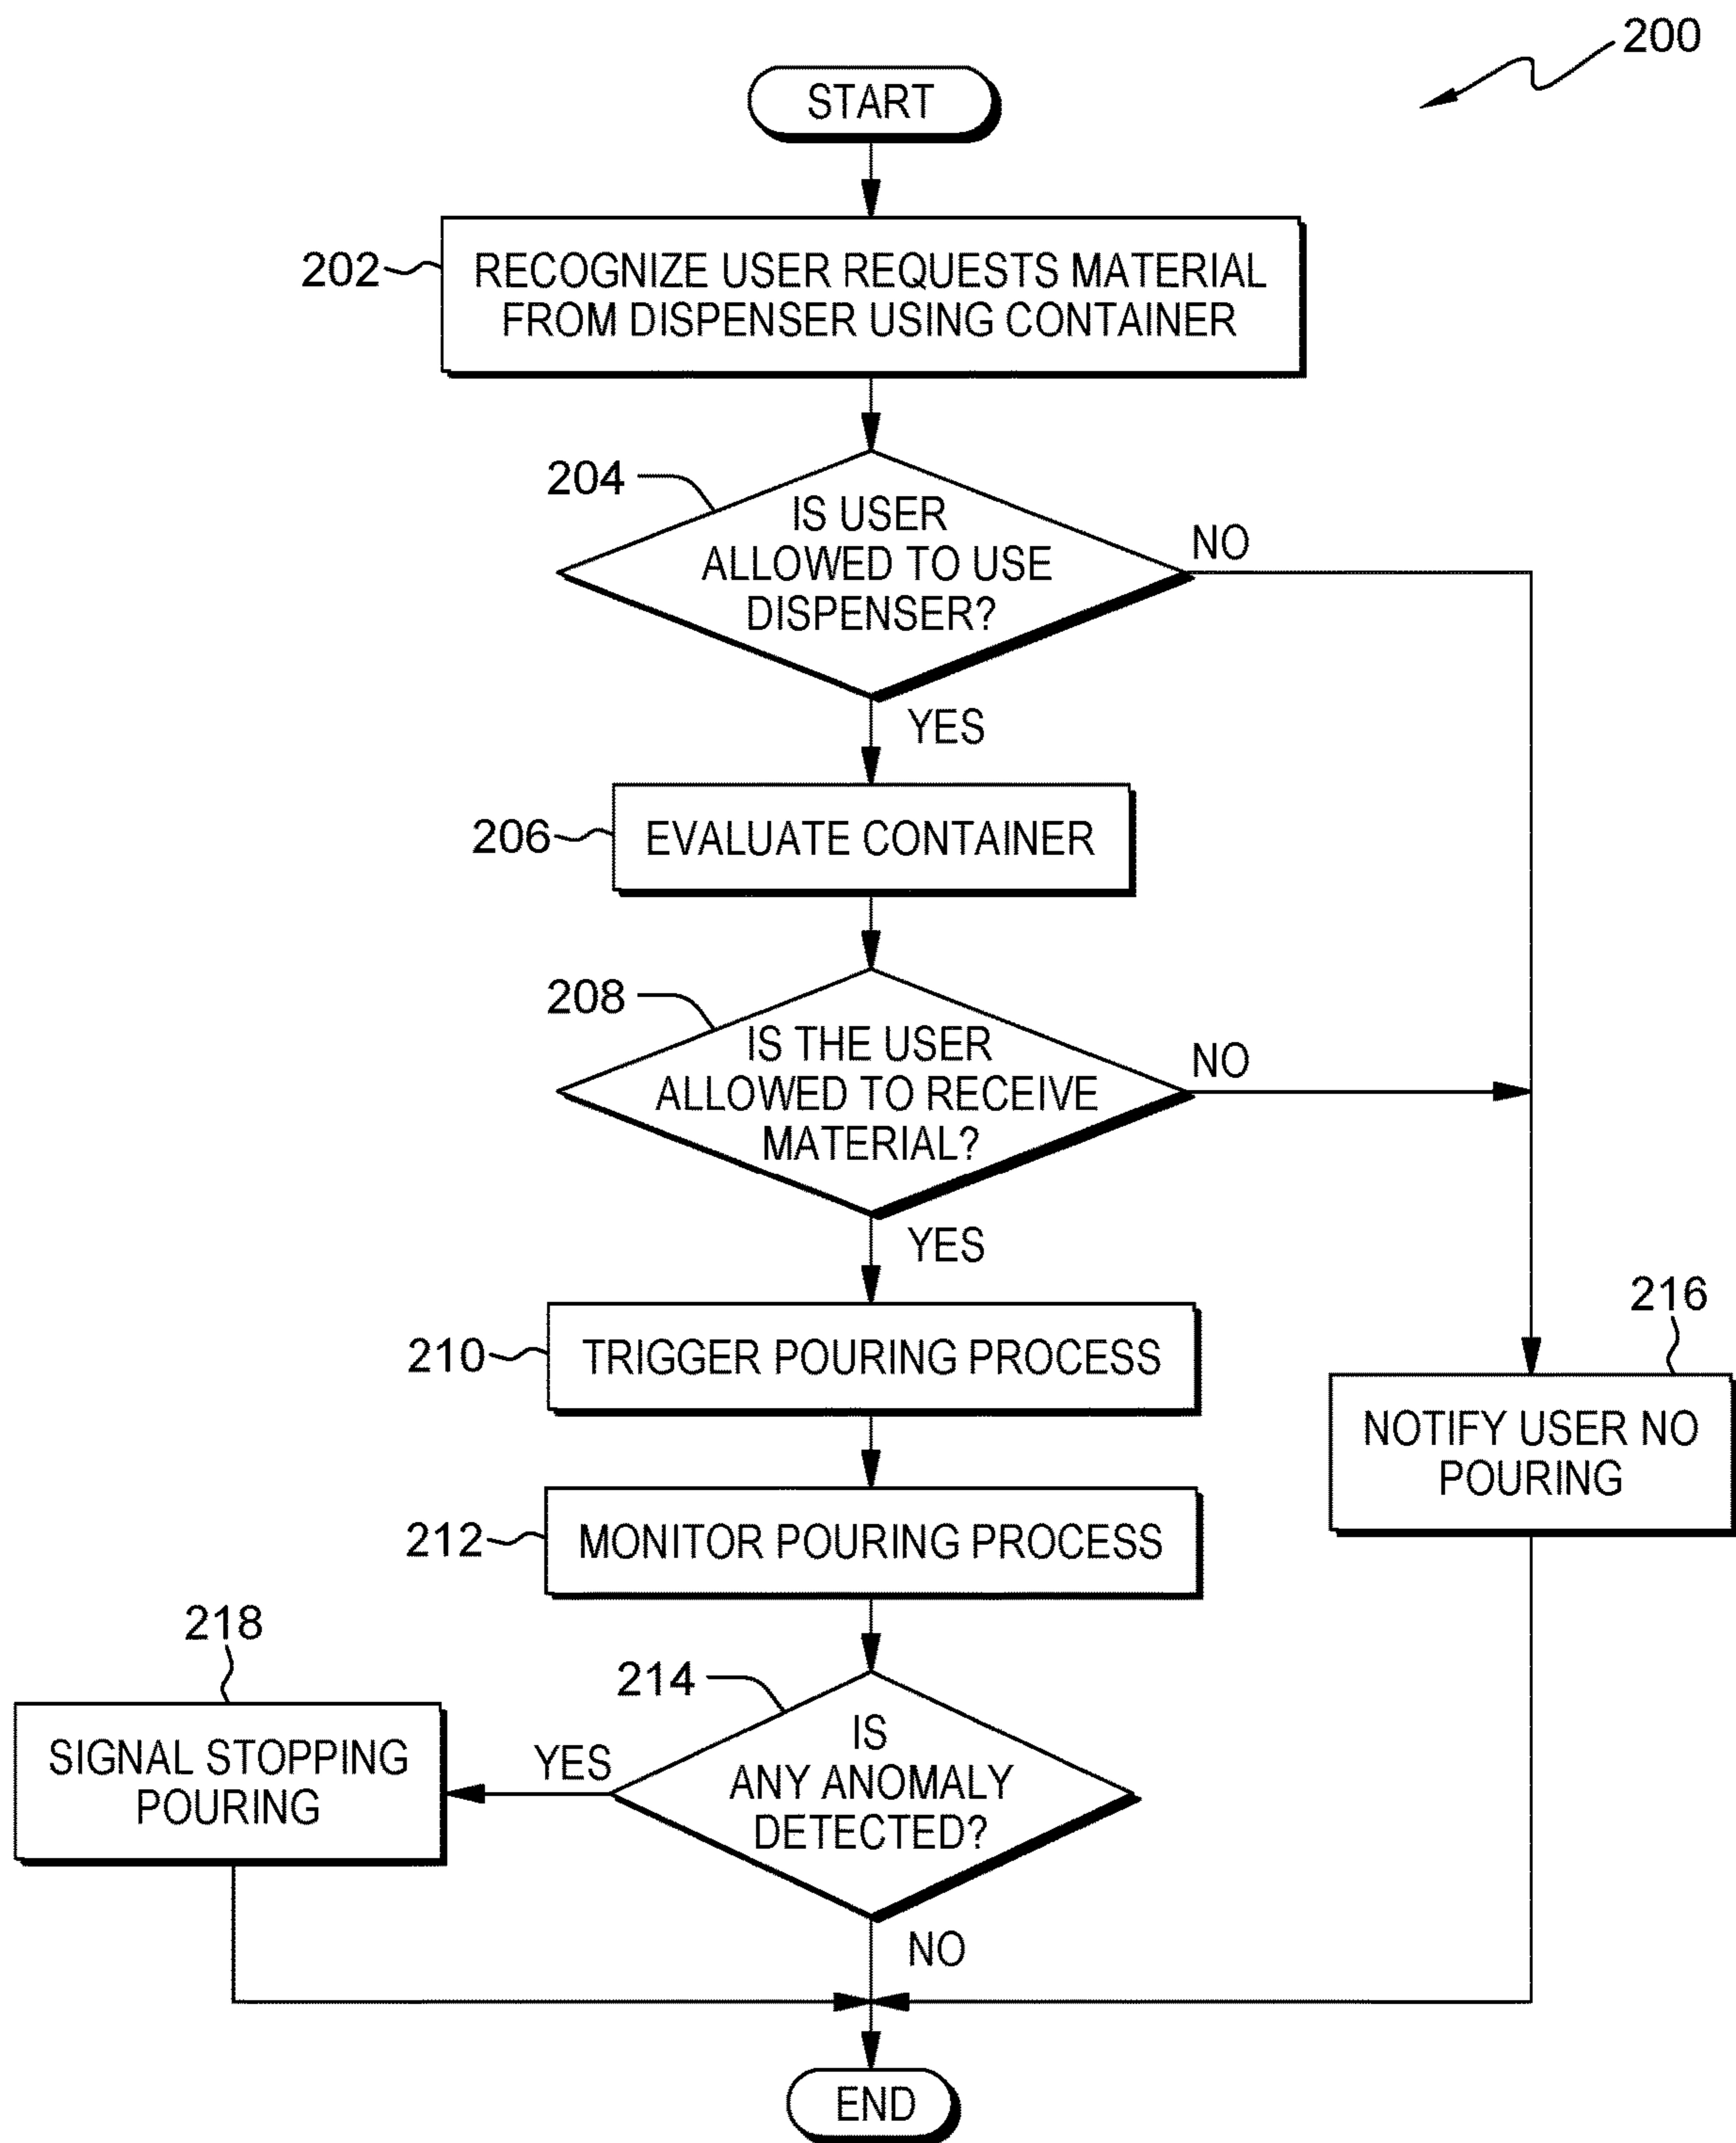 200
START
202
RECOGNIZE USER REQUESTS MATERIAL
FROM DISPENSER USING CONTAINER
204
IS USER
ALLOWED TO USE
DISPENSER?
NO
YES
206
EVALUATE CONTAINER
208
IS THE USER
ALLOWED TO RECEIVE
MATERIAL?
NO
YES
210
TRIGGER POURING PROCESS
216
NOTIFY USER NO
POURING
212
MONITOR POURING PROCESS
218
SIGNAL STOPPING
POURING
214
IS
ANY ANOMALY
DETECTED?
YES
NO
END